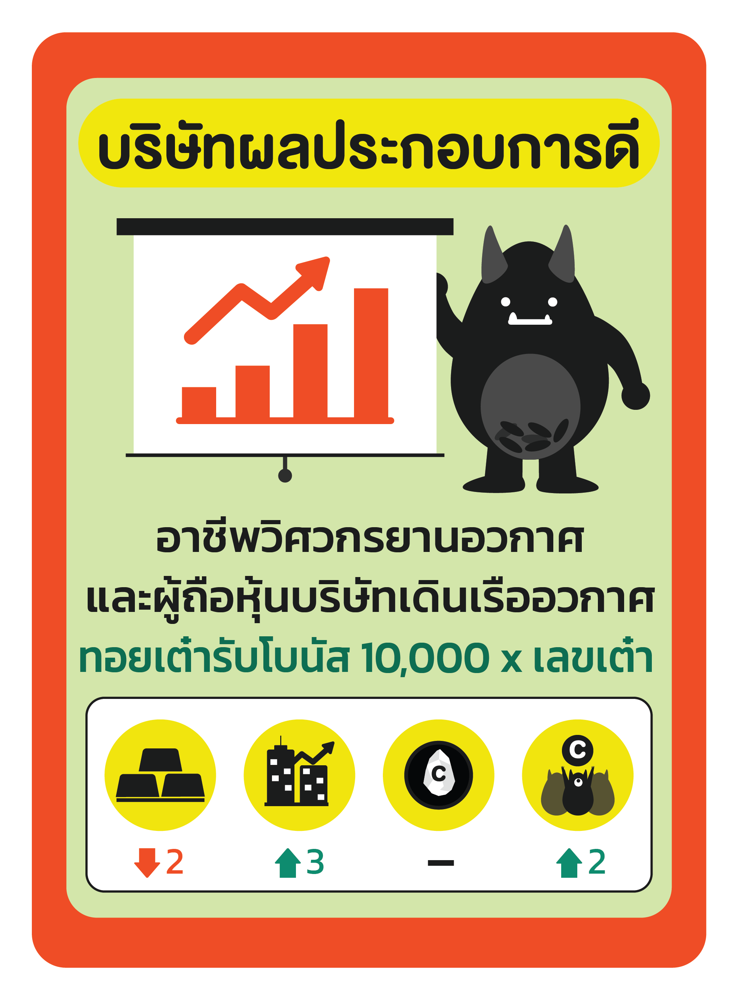 บริษัทผลประกอบการดี
อาชีพวิศวกรยานอวกาศ
และผู้ถือหุ้นบริษัทเดินเรืออวกาศ
ทอยเต๋ารับโบนัส 10,000 x เลขเต๋า
C C
2 3 – 2